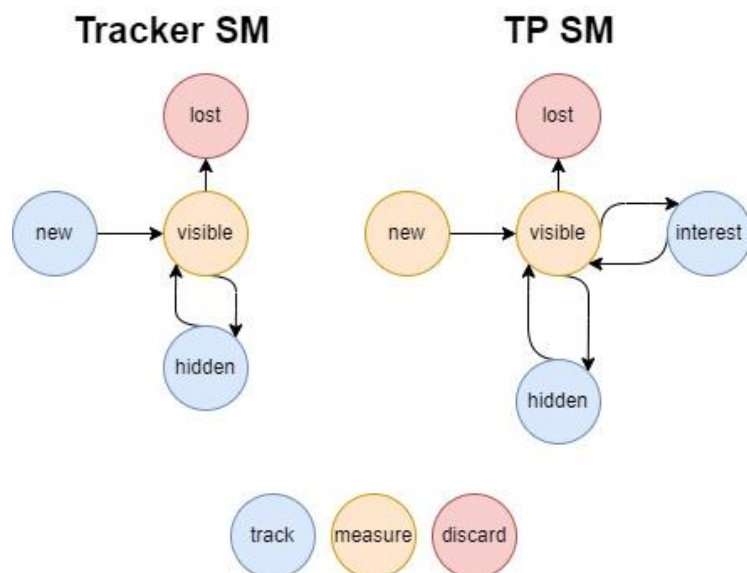 Tracker SM
TP SM
lost
lost
new
visible
new
visible
interest
hidden
hidden
track
measure
discard